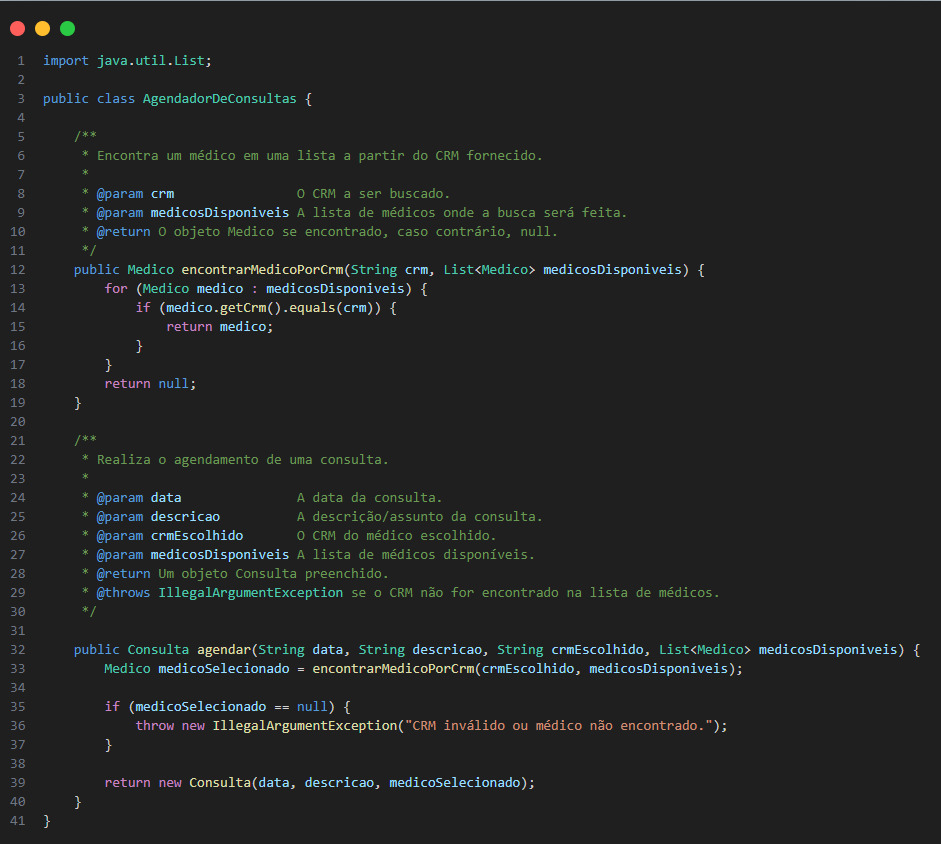 1 import java.util.List;
2
3 public class AgendadorDeConsultas {
4
5     /**
6      * Encontra um médico em uma lista a partir do CRM fornecido.
7      *
8      * @param crm                O CRM a ser buscado.
9      * @param medicosDisponiveis A lista de médicos onde a busca será feita.
10      * @return O objeto Medico se encontrado, caso contrário, null.
11      */
12     public Medico encontrarMedicoPorCrm(String crm, List<Medico> medicosDisponiveis) {
13         for (Medico medico : medicosDisponiveis) {
14             if (medico.getCrm().equals(crm)) {
15                 return medico;
16             }
17         }
18         return null;
19     }
20
21     /**
22      * Realiza o agendamento de uma consulta.
23      *
24      * @param data               A data da consulta.
25      * @param descricao          A descrição/assunto da consulta.
26      * @param crmEscolhido       O CRM do médico escolhido.
27      * @param medicosDisponiveis A lista de médicos disponíveis.
28      * @return Um objeto Consulta preenchido.
29      * @throws IllegalArgumentException se o CRM não for encontrado na lista de médicos.
30      */
31
32     public Consulta agendar(String data, String descricao, String crmEscolhido, List<Medico> medicosDisponiveis) {
33         Medico medicoSelecionado = encontrarMedicoPorCrm(crmEscolhido, medicosDisponiveis);
34
35         if (medicoSelecionado == null) {
36             throw new IllegalArgumentException("CRM inválido ou médico não encontrado.");
37         }
38
39         return new Consulta(data, descricao, medicoSelecionado);
40     }
41 }